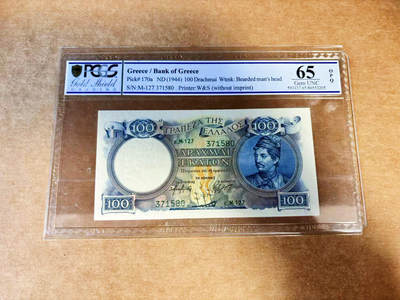 PCGS
Gold Shield
Greece / Bank of Greece
Pick# 170a ND (1944) 100 Drachmai Wmk: Bearded man's head.
S/N:M-127 371580 Printer:W&S (without imprint)
65
Gem UNC
OPQ
100 ΤΡΑΠΕΖΑ ΤΗΣ ΕΛΛΑΔΟΣ 100
Κ.Μ 127
371580
ΔΡΑΧΜΑΙ
ΕΚΑΤΟΝ
371580 Κ.Μ 127
100 100